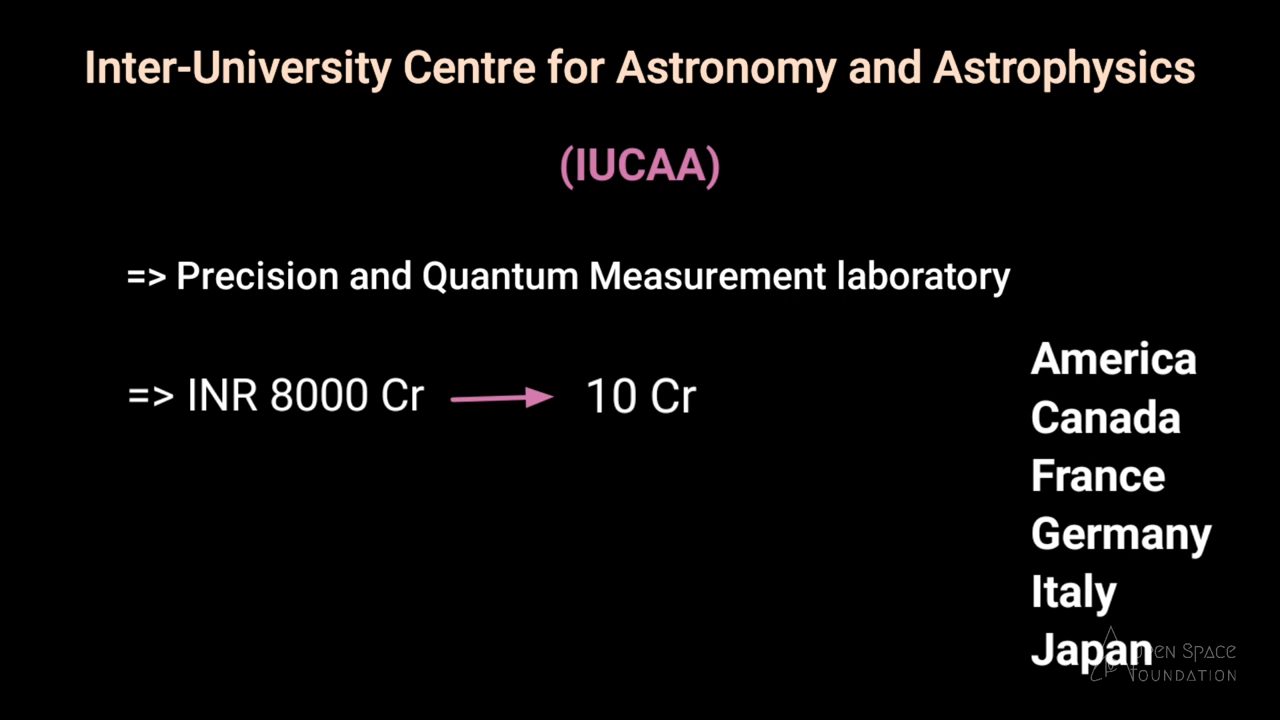 Inter-University Centre for Astronomy and Astrophysics
(IUCAA)
=> Precision and Quantum Measurement laboratory
=> INR 8000 Cr → 10 Cr
America
Canada
France
Germany
Italy
Japan
Open Space
Foundation